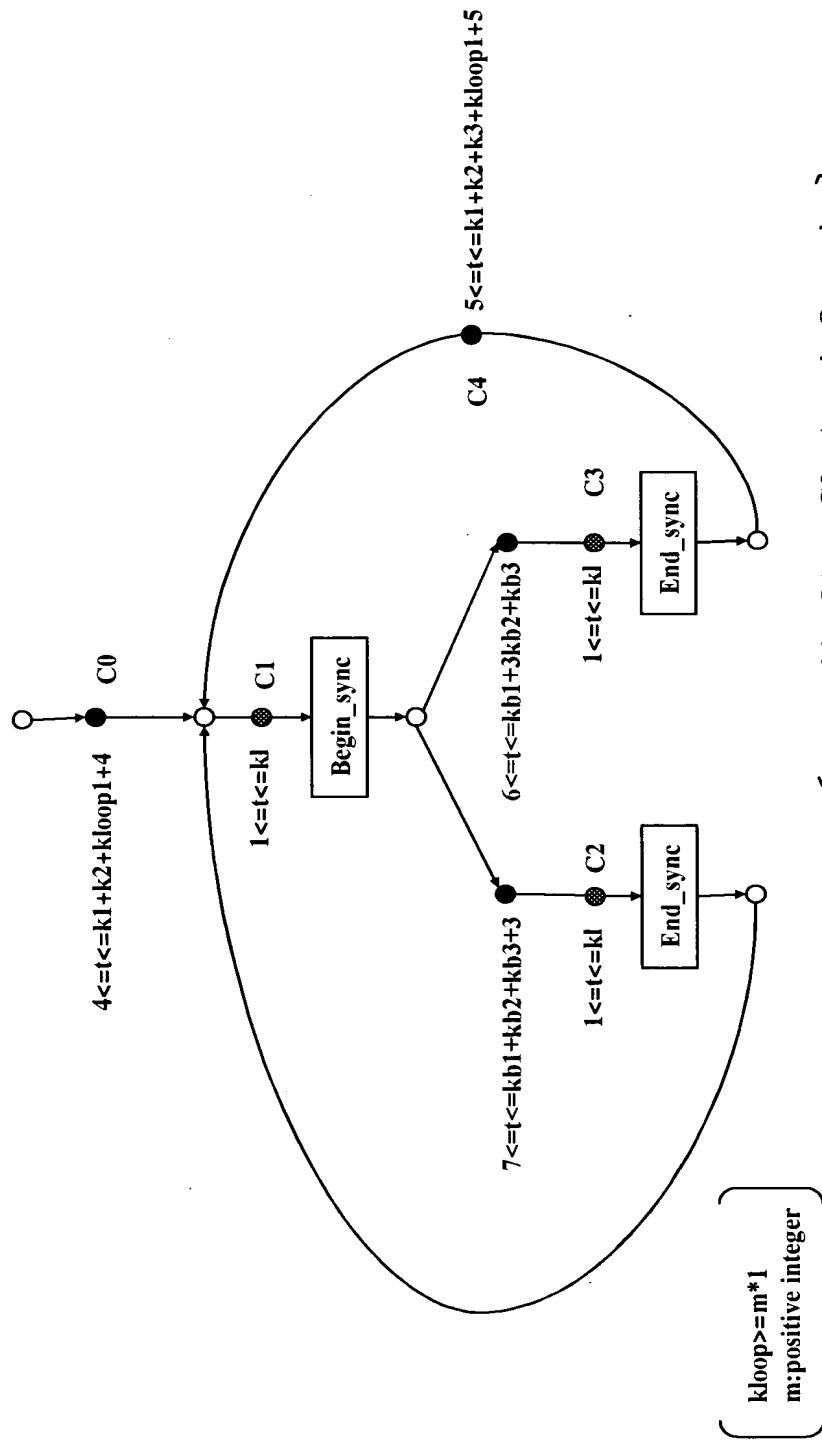 C0
4<=t<=k1+k2+kloop1+4
C1
1<=t<=kl
Begin_sync
C4
5<=t<=k1+k2+k3+kloop1+5
7<=t<=kb1+kb2+kb3+3
6<=t<=kb1+3kb2+kb3
C2
1<=t<=kl
C3
1<=t<=kl
End_sync
End_sync
kloop>=m*1
m:positive integer